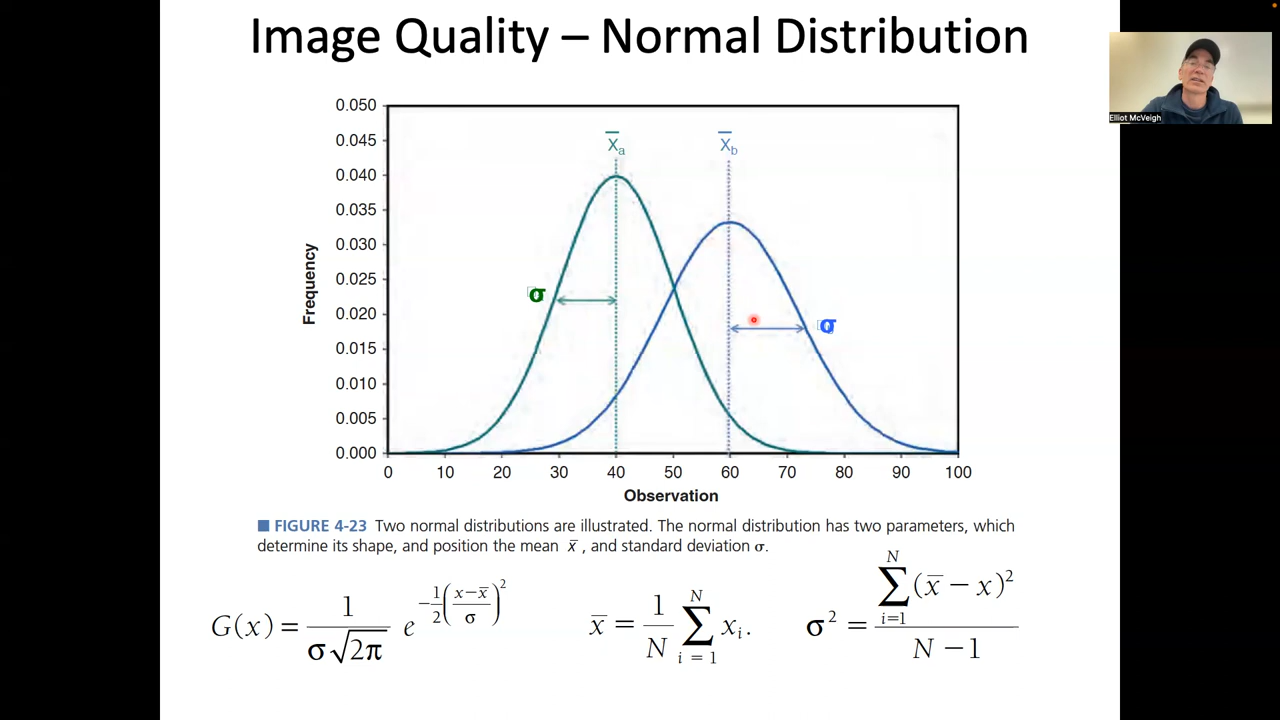 Image Quality – Normal Distribution
Elliot McVeigh
0.050
0.045
0.040
0.035
0.030
0.025
0.020
0.015
0.010
0.005
0.000
Frequency
X̅a
X̅b
σ
σ
0 10 20 30 40 50 60 70 80 90 100
Observation
FIGURE 4-23 Two normal distributions are illustrated. The normal distribution has two parameters, which
determine its shape, and position the mean x̅ , and standard deviation σ.
G(x) = 1/(σ√2π) e^(−1/2((x−x̅)/σ)^2)
x̅ = 1/N ∑_(i = 1)^N x_i.
σ² = ∑_(i=1)^N (x̅ − x)² / (N − 1)